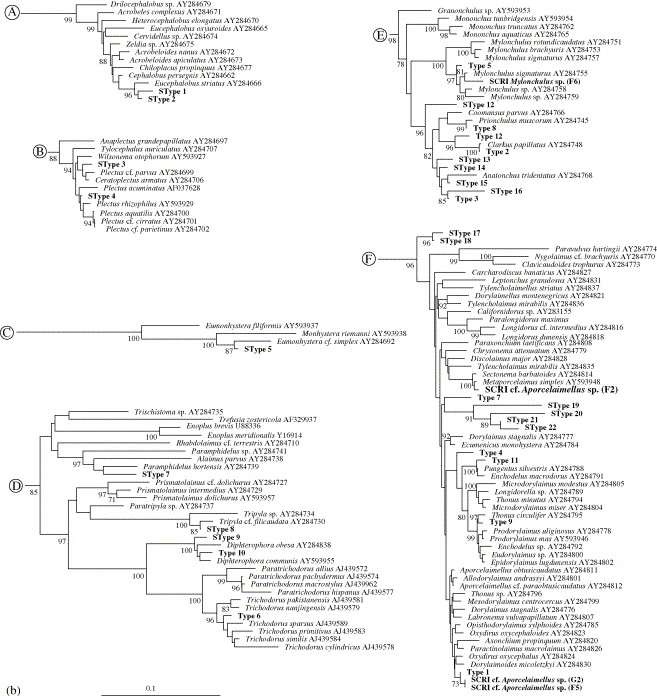 A
Drilocephalobus sp. AY284679
Acrobeles complexus AY284671
Heterocephalobus elongatus AY284670
Eucephalobus oxyuroides AY284665
Cervidellus sp. AY284674
Zeldia sp. AY284675
Acrobeloides nanus AY284672
Acrobeloides apiculatus AY284673
Chiloplacus propinquus AY284677
Cephalobus persegnis AY284662
Eucephalobus striatus AY284666
SType 1
SType 2
99
99
88
96
96
B
Anaplectus grandepapillatus AY284697
Tylocephalus auriculatus AY284707
Wilsonema otophorum AY593927
SType 3
Plectus cf. parvus AY284699
Ceratoplectus armatus AY284706
Plectus acuminatus AF037628
SType 4
Plectus rhizophilus AY593929
Plectus aquatilis AY284700
Plectus cf. cirratus AY284701
Plectus cf. parietinus AY284702
88
94
94
C
Eumonhystera filiformis AY593937
Monhystera riemanni AY593938
Eumonhystera cf. simplex AY284692
SType 5
100
100
87
D
Trischistoma sp. AY284735
Trefusia zostericola AF329937
Enoplus brevis U88336
Enoplus meridionalis Y16914
Rhabdolaimus cf. terrestris AY284710
Paramphidelus sp. AY284741
Alaimus parvus AY284738
Paramphidelus hortensis AY284739
SType 7
Prismatolaimus cf. dolichurus AY284727
Prismatolaimus intermedius AY284729
Prismatolaimus dolichurus AY593957
Paratripyla sp. AY284737
Tripyla sp. AY284734
Tripyla cf. filicaudata AY284730
SType 8
SType 9
Diphterophora obesa AY284838
Type 10
Diphterophora communis AY593955
Paratrichodorus allius AJ439572
Paratrichodorus pachydermus AJ439574
Paratrichodorus macrostylus AJ439962
Paratrichodorus hispanus AJ439577
Trichodorus pakistanensis AJ439581
Trichodorus nanjingensis AJ439579
Type 6
Trichodorus sparsus AJ439589
Trichodorus primitivus AJ439583
Trichodorus similis AJ439584
Trichodorus cylindricus AJ439578
85
100
97
97
71
97
100
85
100
100
100
99
99
83
E
Granonchulus sp. AY593953
Mononchus tunbridgensis AY593954
Mononchus truncatus AY284762
Mononchus aquaticus AY284765
Mylonchulus rotundicaudatus AY284751
Mylonchulus brachyuris AY284753
Mylonchulus sigmaturus AY284757
Type 5
Mylonchulus sigmaturus AY284755
SCRI Mylonchulus sp. (F6)
Mylonchulus sp. AY284758
Mylonchulus sp. AY284759
SType 12
Coomansus parvus AY284766
Prionchulus muscorum AY284745
Type 8
Type 12
Clarkus papillatus AY284748
Type 2
SType 13
SType 14
Anatonchus tridentatus AY284768
SType 15
SType 16
Type 3
98
98
78
100
100
81
97
80
96
99
100
82
96
85
F
SType 17
SType 18
Paravulvus hartingii AY284774
Nygolaimus cf. brachyuris AY284770
Clavicaudoides trophurus AY284773
Carcharodiscus banaticus AY284827
Leptonchus granulosus AY284831
Tylencholaimellus striatus AY284837
Dorylaimellus montenegricus AY284821
Tylencholaimus mirabilis AY284836
Californidorus sp. AY283155
Paralongidorus maximus
Longidorus cf. intermedius AY284816
Longidorus dunensis AY284818
Paraxonchium laetificans AY284808
Chrysonema attenuatum AY284779
Discolaimus major AY284828
Tylencholaimus mirabilis AY284835
Sectonema barbatoides AY284814
Metaporcelaimus simplex AY593948
SCRI cf. Aporcelaimellus sp. (F2)
Type 7
SType 19
SType 20
SType 21
SType 22
Dorylaimus stagnalis AY284777
Ecumenicus monohystera AY284784
Type 4
Type 11
Pungentus silvestris AY284788
Enchodelus macrodorus AY284791
Microdorylaimus modestus AY284805
Longidorella sp. AY284789
Thonus minutus AY284794
Microdorylaimus miser AY284804
Thonus circulifer AY284795
Type 9
Prodorylaimus uliginosus AY284778
Prodorylaimus mas AY593946
Enchodelus sp. AY284792
Eudorylaimus sp. AY284800
Epidorylaimus lugdunensis AY284802
Aporcelaimellus obtusicaudatus AY284811
Allodorylaimus andrassyi AY284801
Aporcelaimellus cf. paraobtusicaudatus AY284812
Thonus sp. AY284796
Mesodorylaimus centrocercus AY284799
Dorylaimus stagnalis AY284776
Labronema vulvapapillatum AY284807
Opisthodorylaimus sylphoides AY284785
Oxydirus oxycephaloides AY284823
Axonchium propinquum AY284820
Paractinolaimus macrolaimus AY284826
Oxydirus oxycephalus AY284824
Dorylaimoides micoletzkyi AY284830
Type 1
SCRI cf. Aporcelaimellus sp. (G2)
SCRI cf. Aporcelaimellus sp. (F5)
96
96
100
100
92
100
100
100
91
89
92
97
100
80
97
99
73
(b)
0.1